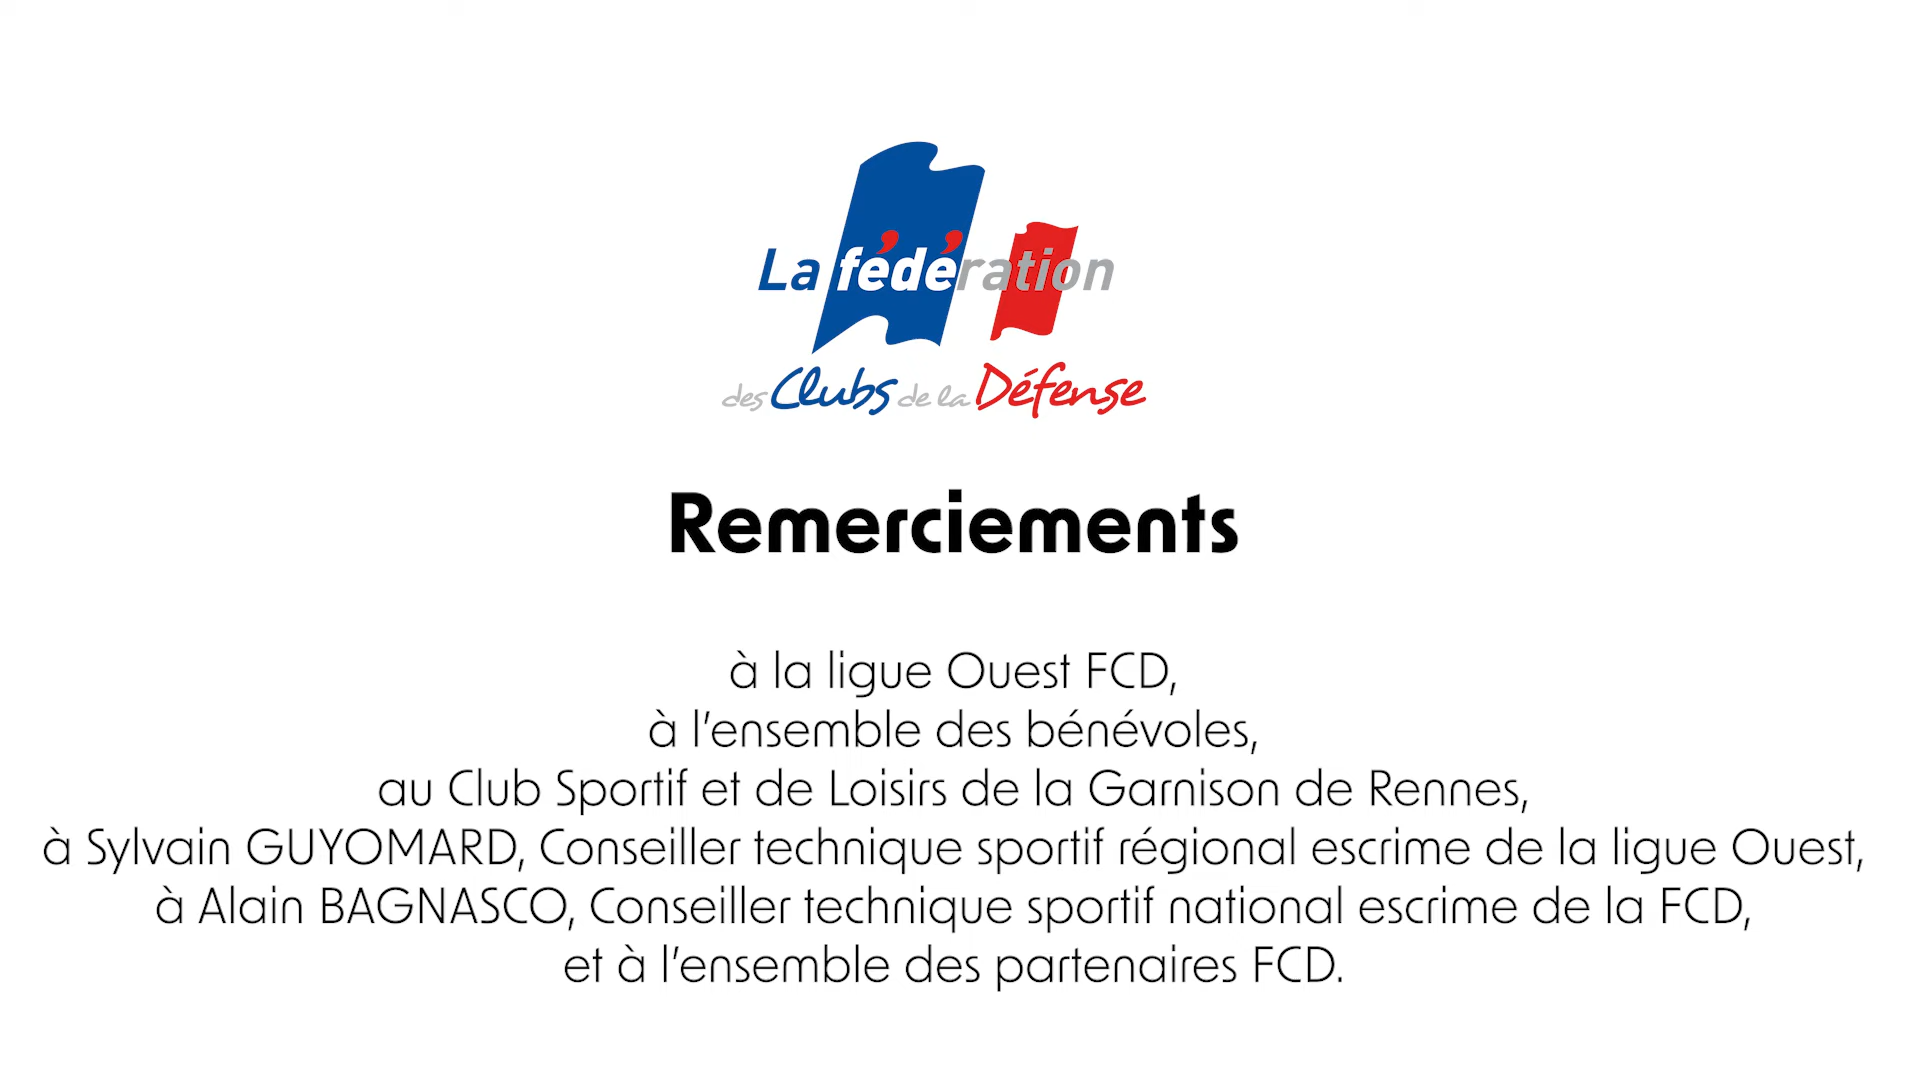 La fédération
des Clubs de la Défense
Remerciements
à la ligue Ouest FCD,
à l'ensemble des bénévoles,
au Club Sportif et de Loisirs de la Garnison de Rennes,
à Sylvain GUYOMARD, Conseiller technique sportif régional escrime de la ligue Ouest,
à Alain BAGNASCO, Conseiller technique sportif national escrime de la FCD,
et à l'ensemble des partenaires FCD.